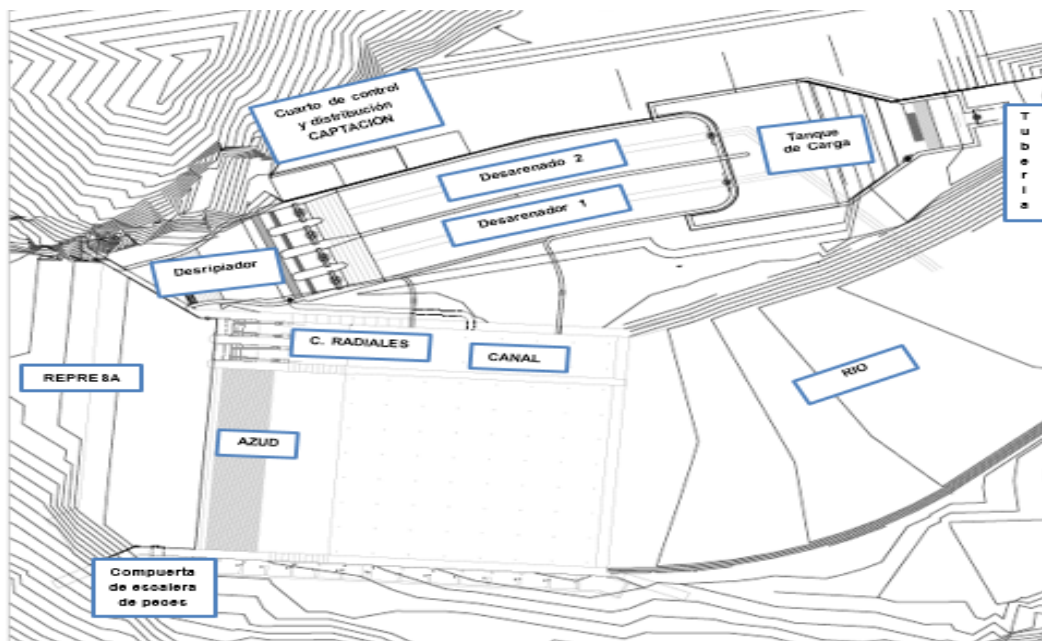 Cuarto de control
y distribución
CAPTACION
Desarenado 2
Desarenador 1
Tanque
de Carga
T
u
b
e
r
i
a
Desripiador
C. RADIALES
CANAL
REPRESA
RIO
AZUD
Compuerta
de escalera
de peces